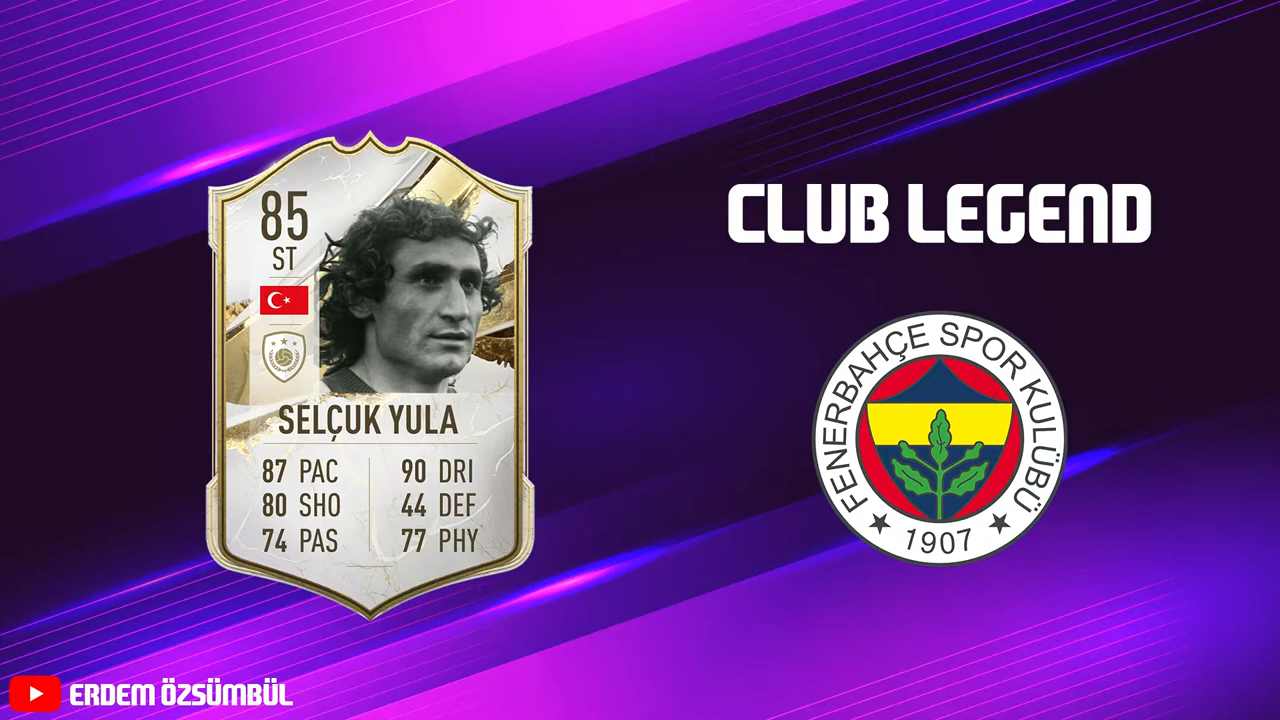 85
ST
SELÇUK YULA
87 PAC 90 DRI
80 SHO 44 DEF
74 PAS 77 PHY
CLUB LEGEND
FENERBAHÇE SPOR KULÜBÜ
1907
ERDEM ÖZSÜMBÜL